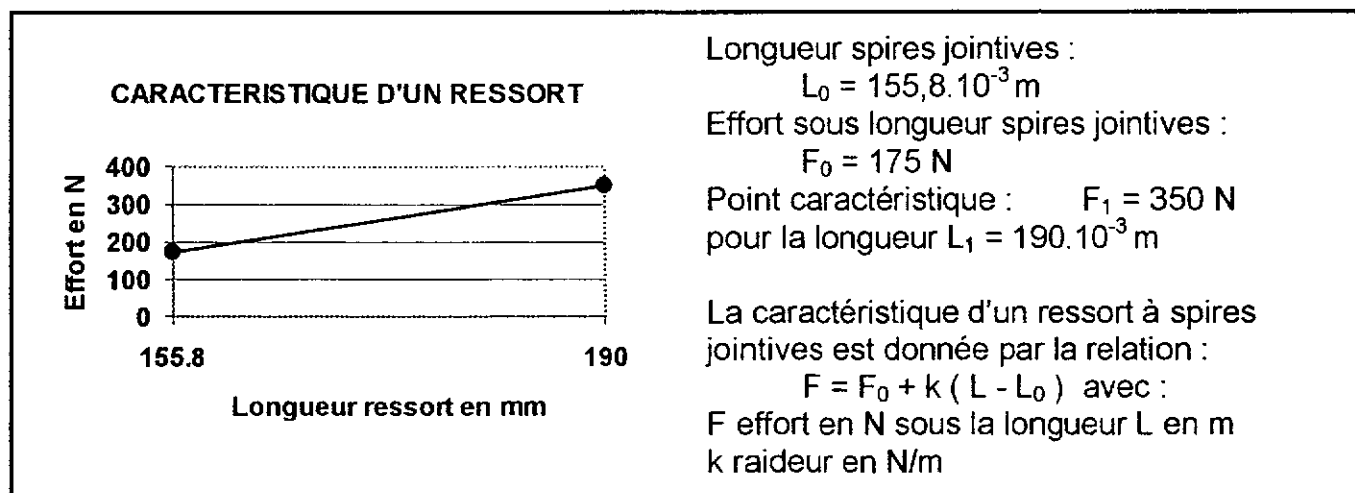 CARACTERISTIQUE D'UN RESSORT
Effort en N
400
300
200
100
0
155.8
190
Longueur ressort en mm
Longueur spires jointives :
L₀ = 155,8.10⁻³ m
Effort sous longueur spires jointives :
F₀ = 175 N
Point caractéristique : F₁ = 350 N
pour la longueur L₁ = 190.10⁻³ m
La caractéristique d'un ressort à spires
jointives est donnée par la relation :
F = F₀ + k ( L - L₀ ) avec :
F effort en N sous la longueur L en m
k raideur en N/m